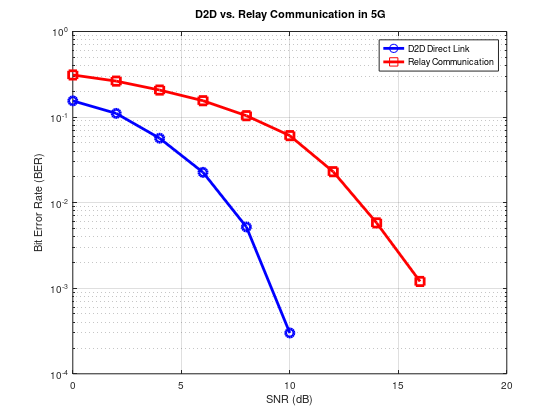 D2D vs. Relay Communication in 5G
10^0
D2D Direct Link
Relay Communication
10^-1
Bit Error Rate (BER)
10^-2
10^-3
10^-4
0 5 10 15 20
SNR (dB)